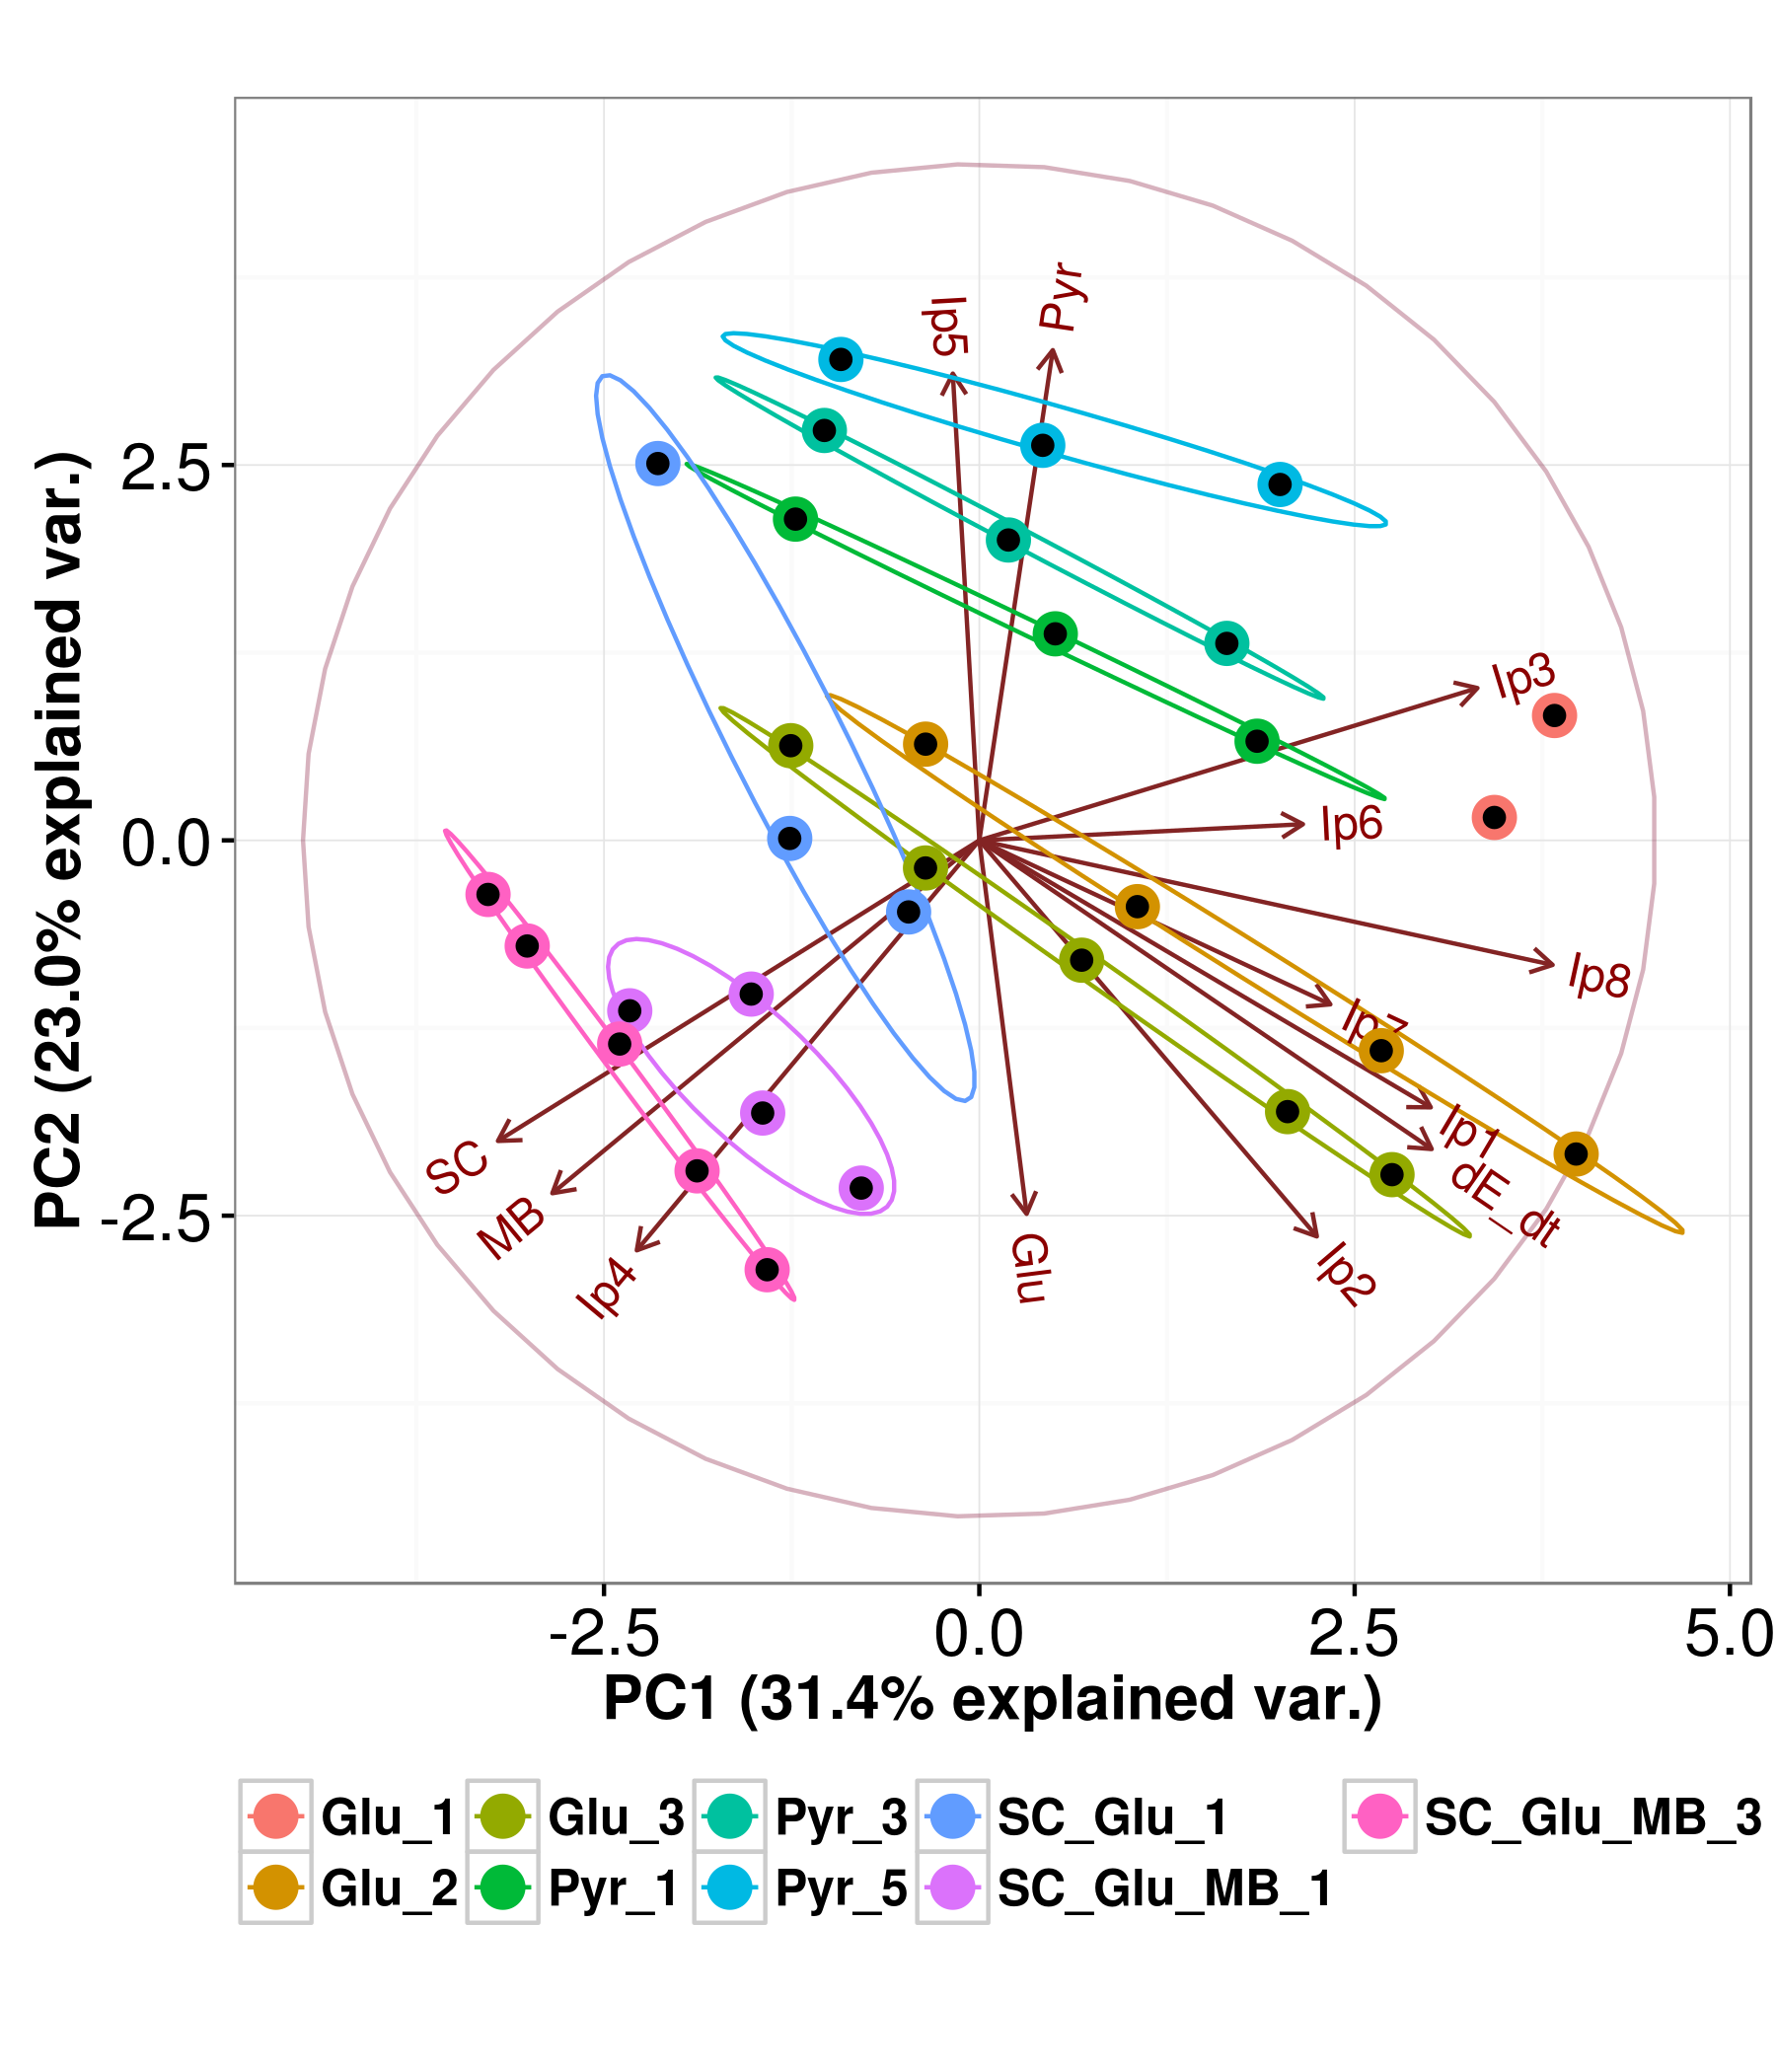 PC2 (23.0% explained var.)
2.5
0.0
-2.5
lp5
Pyr
lp3
lp6
lp8
lp7
lp1
dE_dt
lp2
Glu
lp4
MB
SC
-2.5 0.0 2.5 5.0
PC1 (31.4% explained var.)
Glu_1 Glu_3 Pyr_3 SC_Glu_1 SC_Glu_MB_3
Glu_2 Pyr_1 Pyr_5 SC_Glu_MB_1